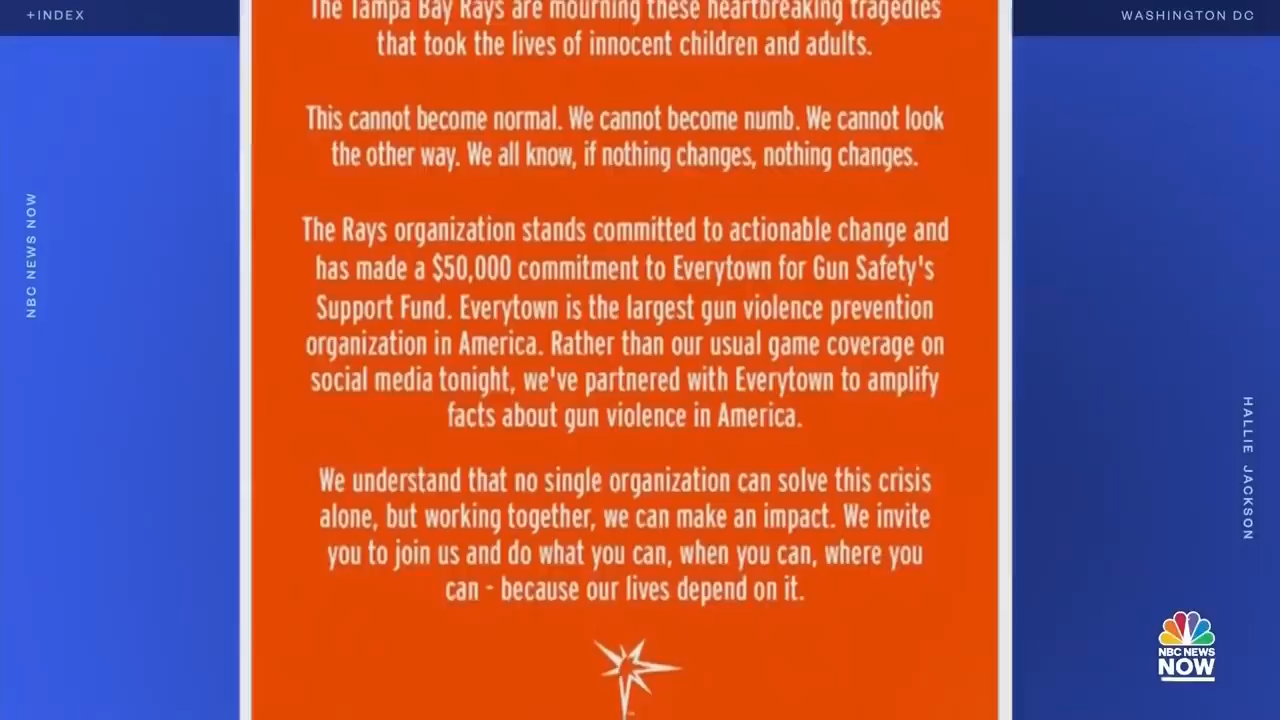 +INDEX
WASHINGTON DC
The Tampa Bay Rays are mourning these heartbreaking tragedies
that took the lives of innocent children and adults.
This cannot become normal. We cannot become numb. We cannot look
the other way. We all know, if nothing changes, nothing changes.
The Rays organization stands committed to actionable change and
has made a $50,000 commitment to Everytown for Gun Safety's
Support Fund. Everytown is the largest gun violence prevention
organization in America. Rather than our usual game coverage on
social media tonight, we've partnered with Everytown to amplify
facts about gun violence in America.
We understand that no single organization can solve this crisis
alone, but working together, we can make an impact. We invite
you to join us and do what you can, when you can, where you
can - because our lives depend on it.
NBC NEWS NOW
HALLIE JACKSON
NBC NEWS
NOW